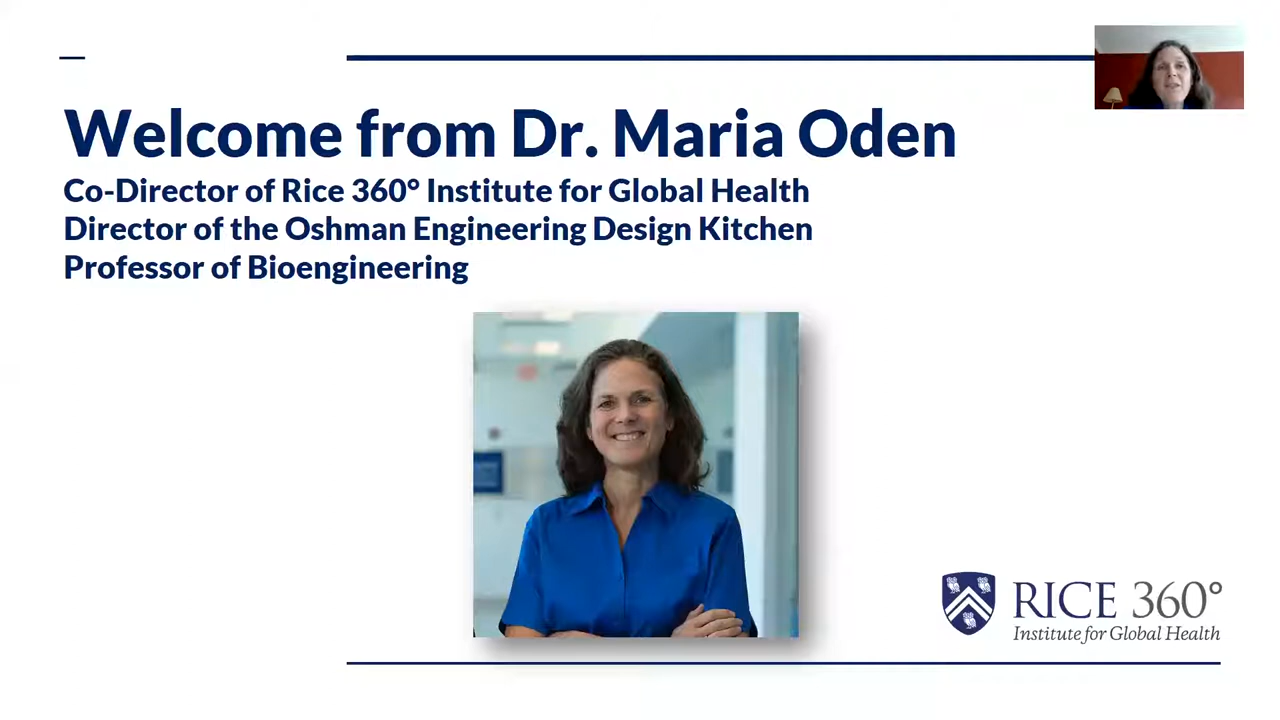 Welcome from Dr. Maria Oden
Co-Director of Rice 360° Institute for Global Health
Director of the Oshman Engineering Design Kitchen
Professor of Bioengineering
RICE 360°
Institute for Global Health